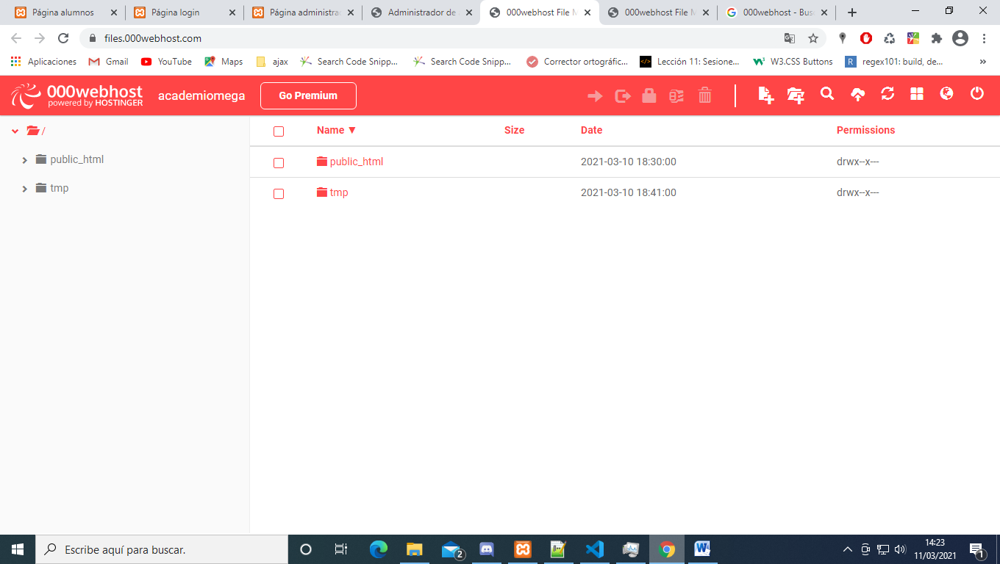 Página alumnos
Página login
Página administra
Administrador de
000webhost File M
000webhost File M
000webhost - Bus
files.000webhost.com
Aplicaciones
Gmail
YouTube
Maps
ajax
Search Code Snipp...
Search Code Snipp...
Corrector ortográfic...
Lección 11: Sesione...
W3.CSS Buttons
R
regex101: build, de...
»
000webhost
powered by HOSTINGER
academiomega
Go Premium
/
public_html
tmp
Name ▼ Size Date Permissions
public_html 2021-03-10 18:30:00 drwx--x---
tmp 2021-03-10 18:41:00 drwx--x---
Escribe aquí para buscar.
2
14:23
11/03/2021
1